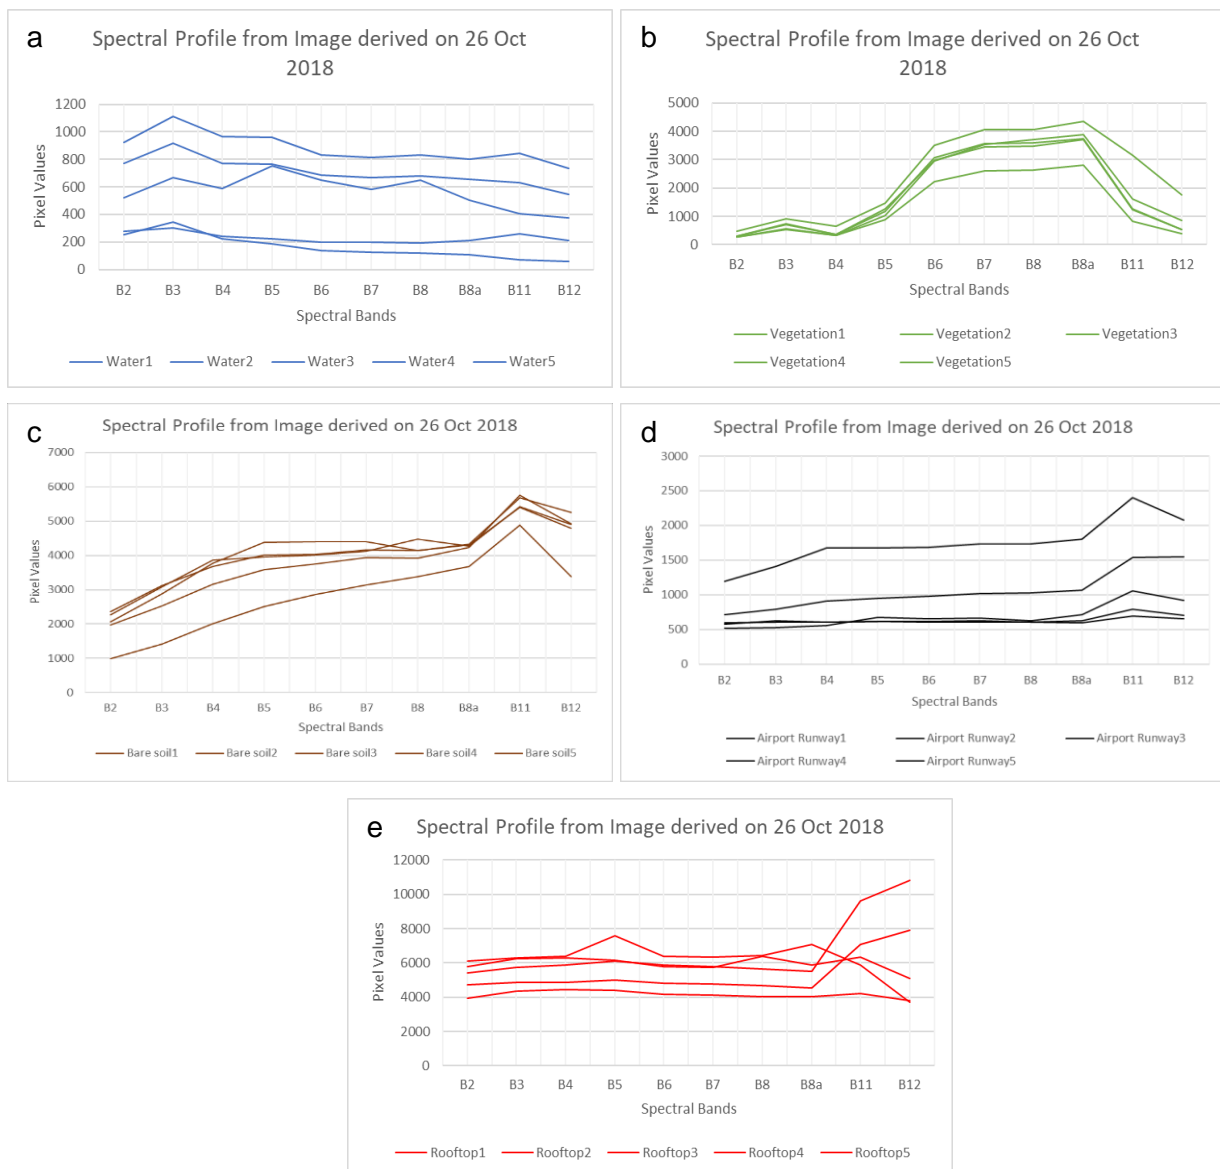 a
Spectral Profile from Image derived on 26 Oct
2018
1200
1000
800
600
400
200
0
Pixel Values
B2 B3 B4 B5 B6 B7 B8 B8a B11 B12
Spectral Bands
Water1 Water2 Water3 Water4 Water5
b
Spectral Profile from Image derived on 26 Oct
2018
5000
4000
3000
2000
1000
0
Pixel Values
B2 B3 B4 B5 B6 B7 B8 B8a B11 B12
Spectral Bands
Vegetation1 Vegetation2 Vegetation3
Vegetation4 Vegetation5
c
Spectral Profile from Image derived on 26 Oct 2018
7000
6000
5000
4000
3000
2000
1000
0
Pixel Values
B2 B3 B4 B5 B6 B7 B8 B8a B11 B12
Spectral Bands
Bare soil1 Bare soil2 Bare soil3 Bare soil4 Bare soil5
d
Spectral Profile from Image derived on 26 Oct 2018
3000
2500
2000
1500
1000
500
0
Pixel Values
B2 B3 B4 B5 B6 B7 B8 B8a B11 B12
Spectral Bands
Airport Runway1 Airport Runway2 Airport Runway3
Airport Runway4 Airport Runway5
e
Spectral Profile from Image derived on 26 Oct 2018
12000
10000
8000
6000
4000
2000
0
Pixel Values
B2 B3 B4 B5 B6 B7 B8 B8a B11 B12
Spectral Bands
Rooftop1 Rooftop2 Rooftop3 Rooftop4 Rooftop5